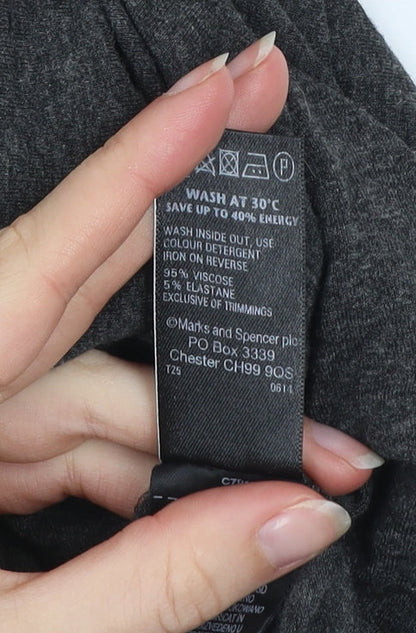 P
WASH AT 30°C
SAVE UP TO 40% ENERGY
WASH INSIDE OUT, USE
COLOUR DETERGENT
IRON ON REVERSE
95% VISCOSE
5% ELASTANE
EXCLUSIVE OF TRIMMINGS
©Marks and Spencer plc
PO Box 3339
Chester CH99 9QS
T25 0614